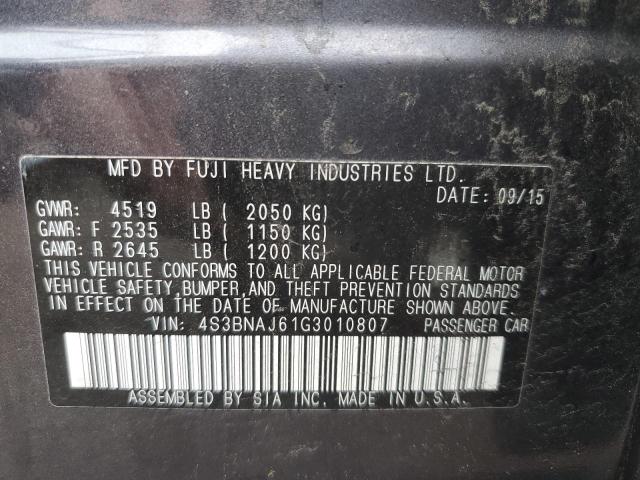 MFD BY FUJI HEAVY INDUSTRIES LTD.
DATE: 09/15
GVWR: 4519 LB ( 2050 KG)
GAWR: F 2535 LB ( 1150 KG)
GAWR: R 2645 LB ( 1200 KG)
THIS VEHICLE CONFORMS TO ALL APPLICABLE FEDERAL MOTOR
VEHICLE SAFETY,BUMPER,AND THEFT PREVENTION STANDARDS
IN EFFECT ON THE DATE OF MANUFACTURE SHOWN ABOVE.
VIN: 4S3BNAJ61G3010807 PASSENGER CAR
ASSEMBLED BY SIA INC. MADE IN U.S.A.